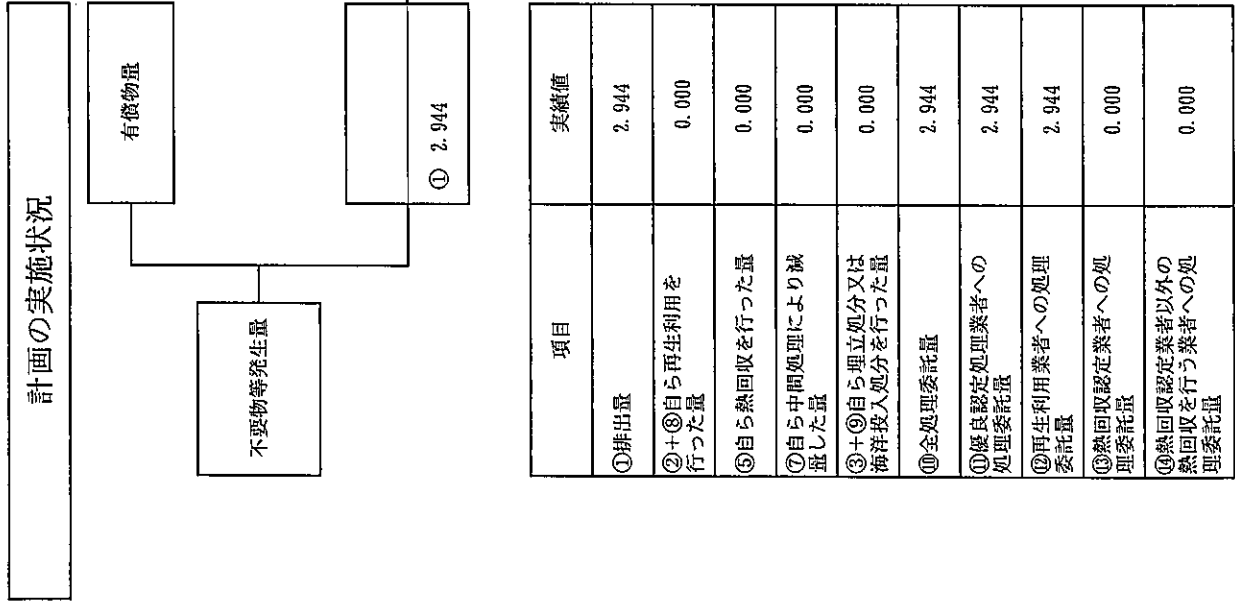 計画の実施状況
有償物量
不要物等発生量
① 2.944
項目
実績値
①排出量
2.944
②+⑧自ら再生利用を
行った量
0.000
⑤自ら熱回収を行った量
0.000
⑦自ら中間処理により減
量した量
0.000
③+⑨自ら埋立処分又は
海洋投入処分を行った量
0.000
⑩全処理委託量
2.944
⑪優良認定処理業者への
処理委託量
2.944
⑫再生利用業者への処理
委託量
2.944
⑬熱回収認定業者への処
理委託量
0.000
⑭熱回収認定業者以外の
熱回収を行う業者への処
理委託量
0.000